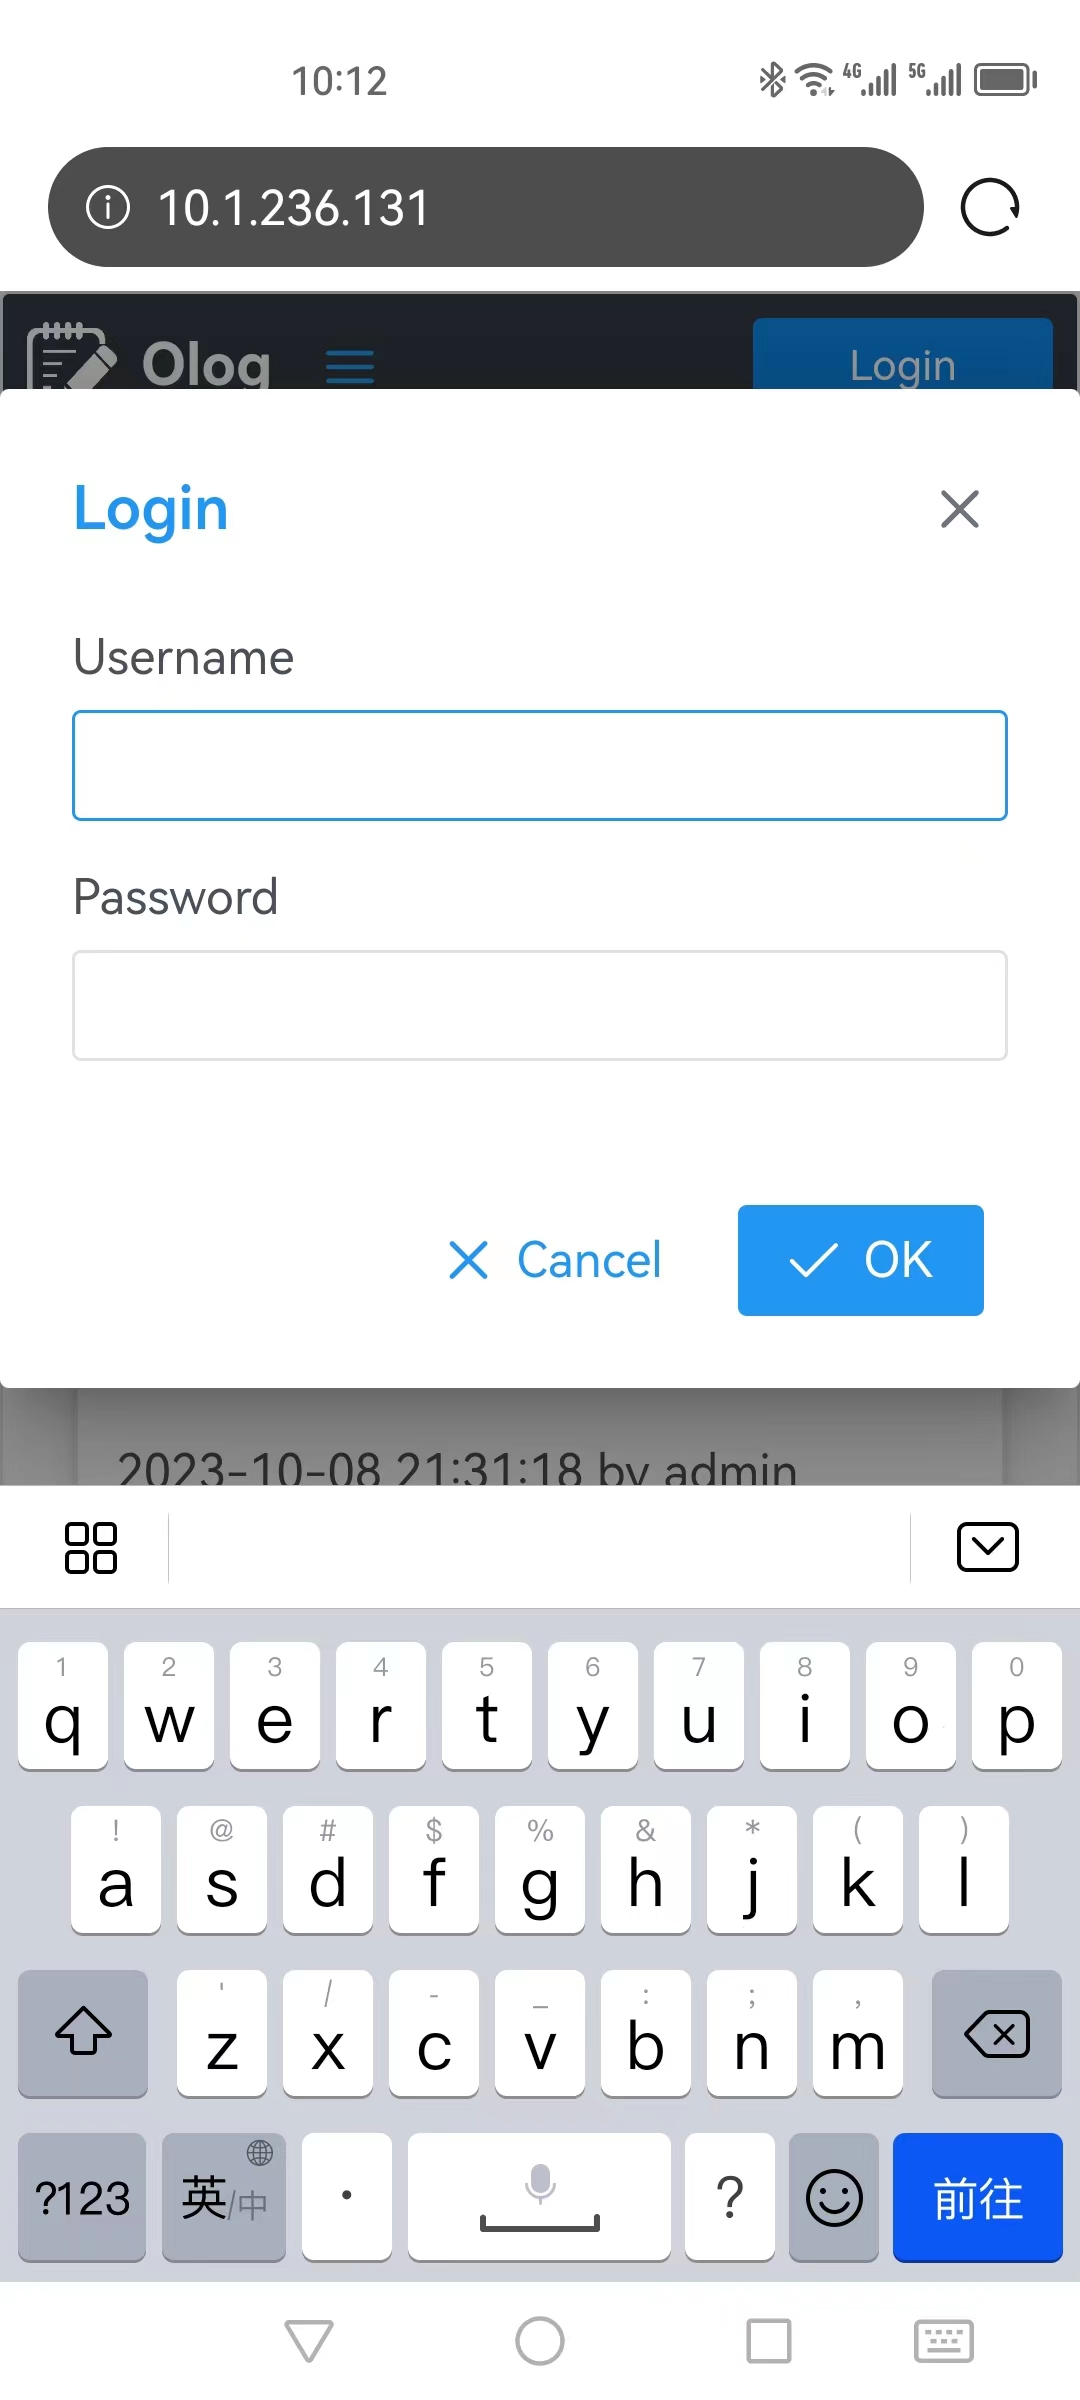 10:12
4G 5G
10.1.236.131
Olog
Login
Login
Username
Password
Cancel
OK
2023-10-08 21:31:18 by admin
1 2 3 4 5 6 7 8 9 0
q w e r t y u i o p
! @ # $ % & * ( )
a s d f g h j k l
' / - _ : ; ,
z x c v b n m
?123 英/中 . ? 前往